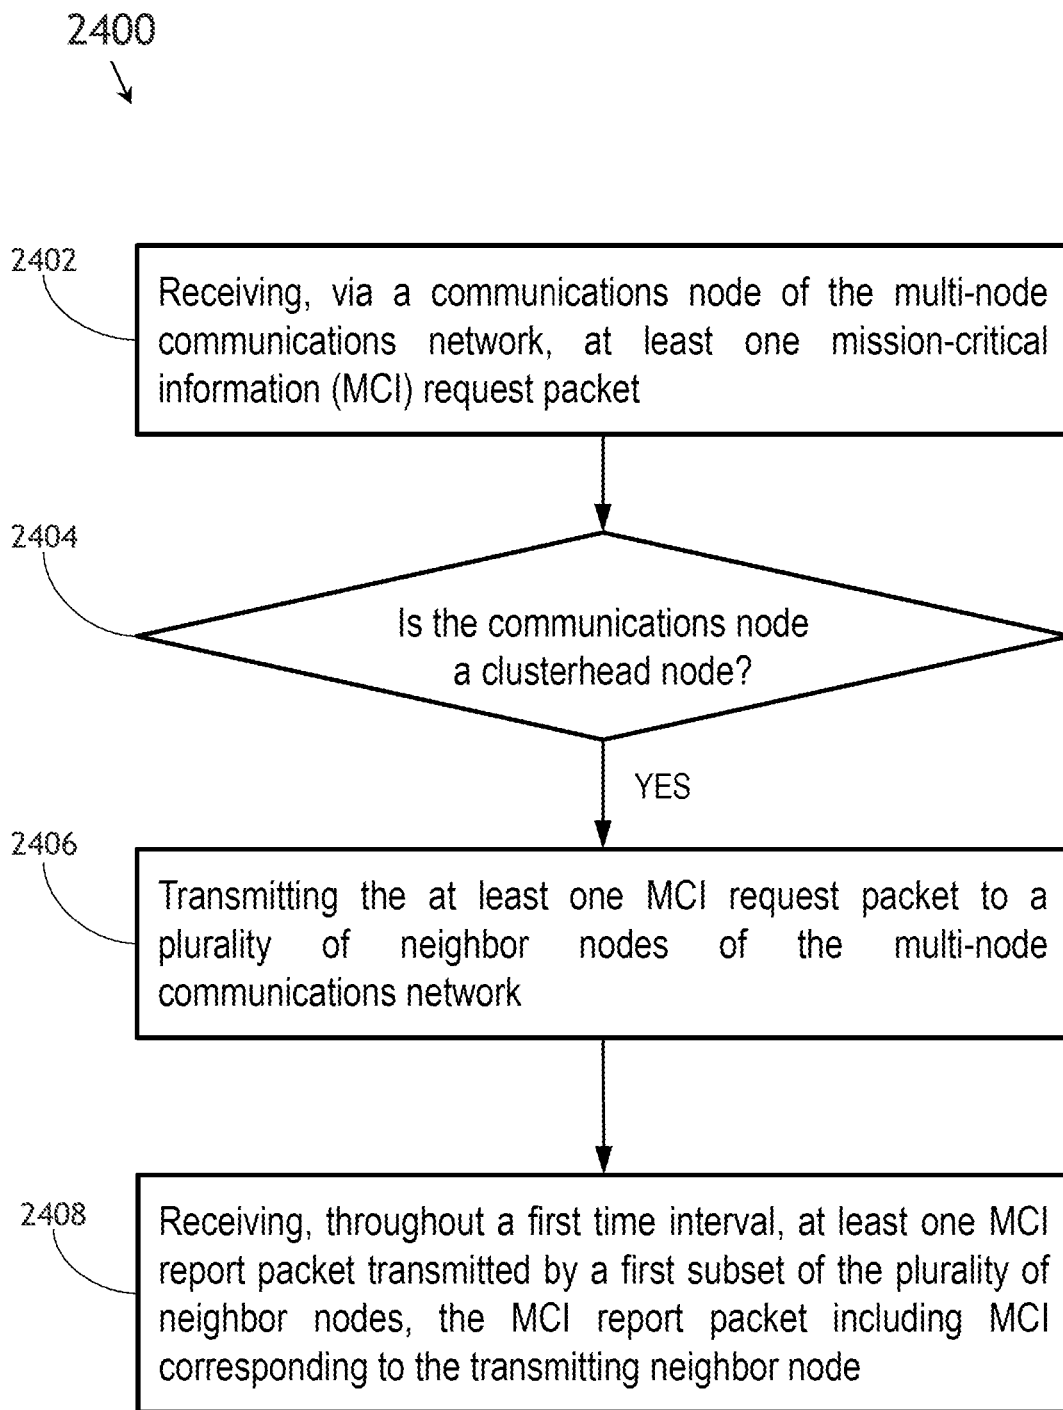 2400
2402
Receiving, via a communications node of the multi-node
communications network, at least one mission-critical
information (MCI) request packet
2404
Is the communications node
a clusterhead node?
YES
2406
Transmitting the at least one MCI request packet to a
plurality of neighbor nodes of the multi-node
communications network
2408
Receiving, throughout a first time interval, at least one MCI
report packet transmitted by a first subset of the plurality of
neighbor nodes, the MCI report packet including MCI
corresponding to the transmitting neighbor node